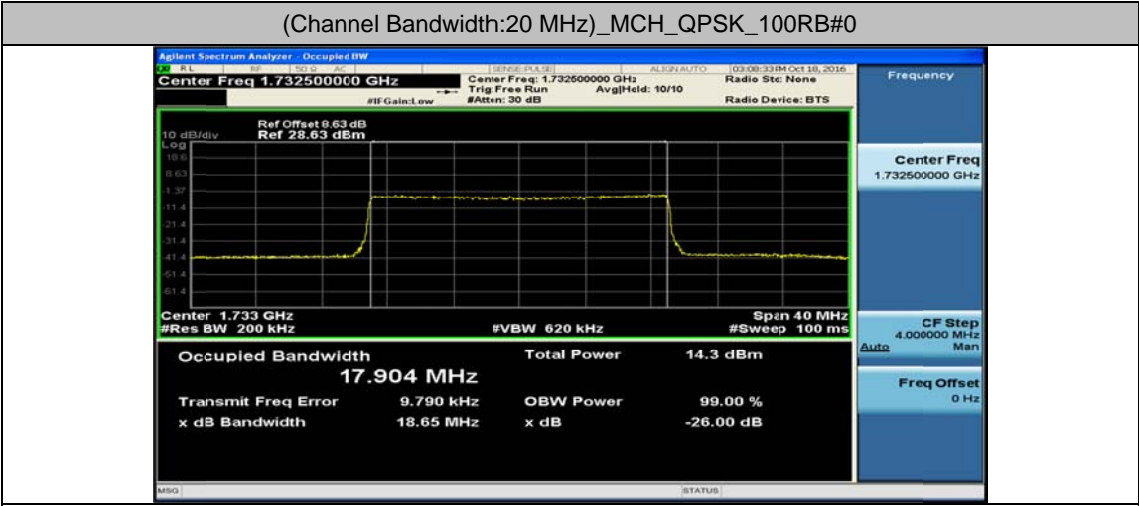 (Channel Bandwidth:20 MHz)_MCH_QPSK_100RB#0
Agilent Spectrum Analyzer - Occupied BW
RL RF 50 Ω AC SENSE:PULSE ALIGNAUTO 03:08:33 PM Oct 18, 2016
Center Freq 1.732500000 GHz
Center Freq: 1.732500000 GHz
Radio Std: None
Trig: Free Run
Avg|Hold: 10/10
#IFGain:Low
#Atten: 30 dB
Radio Device: BTS
Frequency
Ref Offset 8.63 dB
10 dB/div
Ref 28.63 dBm
Log
18.6
8.63
-1.37
-11.4
-21.4
-31.4
-41.4
-51.4
-61.4
Center Freq
1.732500000 GHz
Center 1.733 GHz
Span 40 MHz
#Res BW 200 kHz
#VBW 620 kHz
#Sweep 100 ms
CF Step
4.000000 MHz
Auto Man
Occupied Bandwidth
Total Power
14.3 dBm
17.904 MHz
Freq Offset
0 Hz
Transmit Freq Error
9.790 kHz
OBW Power
99.00 %
x dB Bandwidth
18.65 MHz
x dB
-26.00 dB
MSG
STATUS